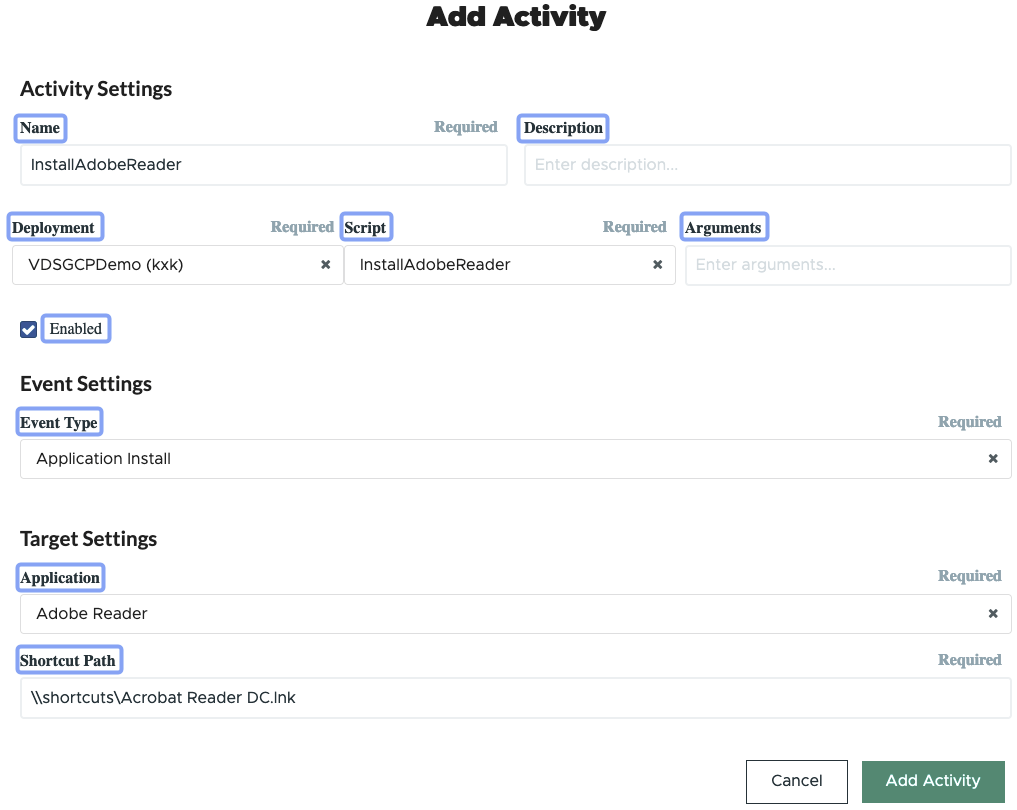 Add Activity
Activity Settings
Name Required Description
InstallAdobeReader Enter description...
Deployment Required Script Required Arguments
VDSGCPDemo (kxk) × InstallAdobeReader × Enter arguments...
Enabled
Event Settings
Event Type Required
Application Install ×
Target Settings
Application Required
Adobe Reader ×
Shortcut Path Required
\\shortcuts\Acrobat Reader DC.lnk
Cancel Add Activity